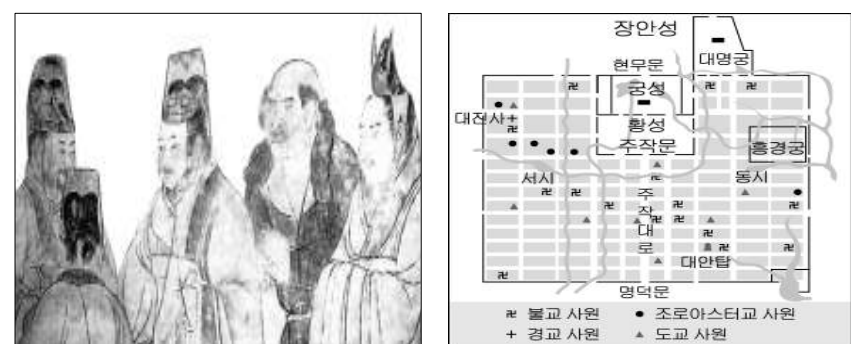 장안성
대명궁
현무문
궁성
대진사
황성
주작문
흥경궁
서시
동시
주작대로
대안탑
명덕문
卍 불교 사원 ● 조로아스터교 사원
+ 경교 사원 ▲ 도교 사원